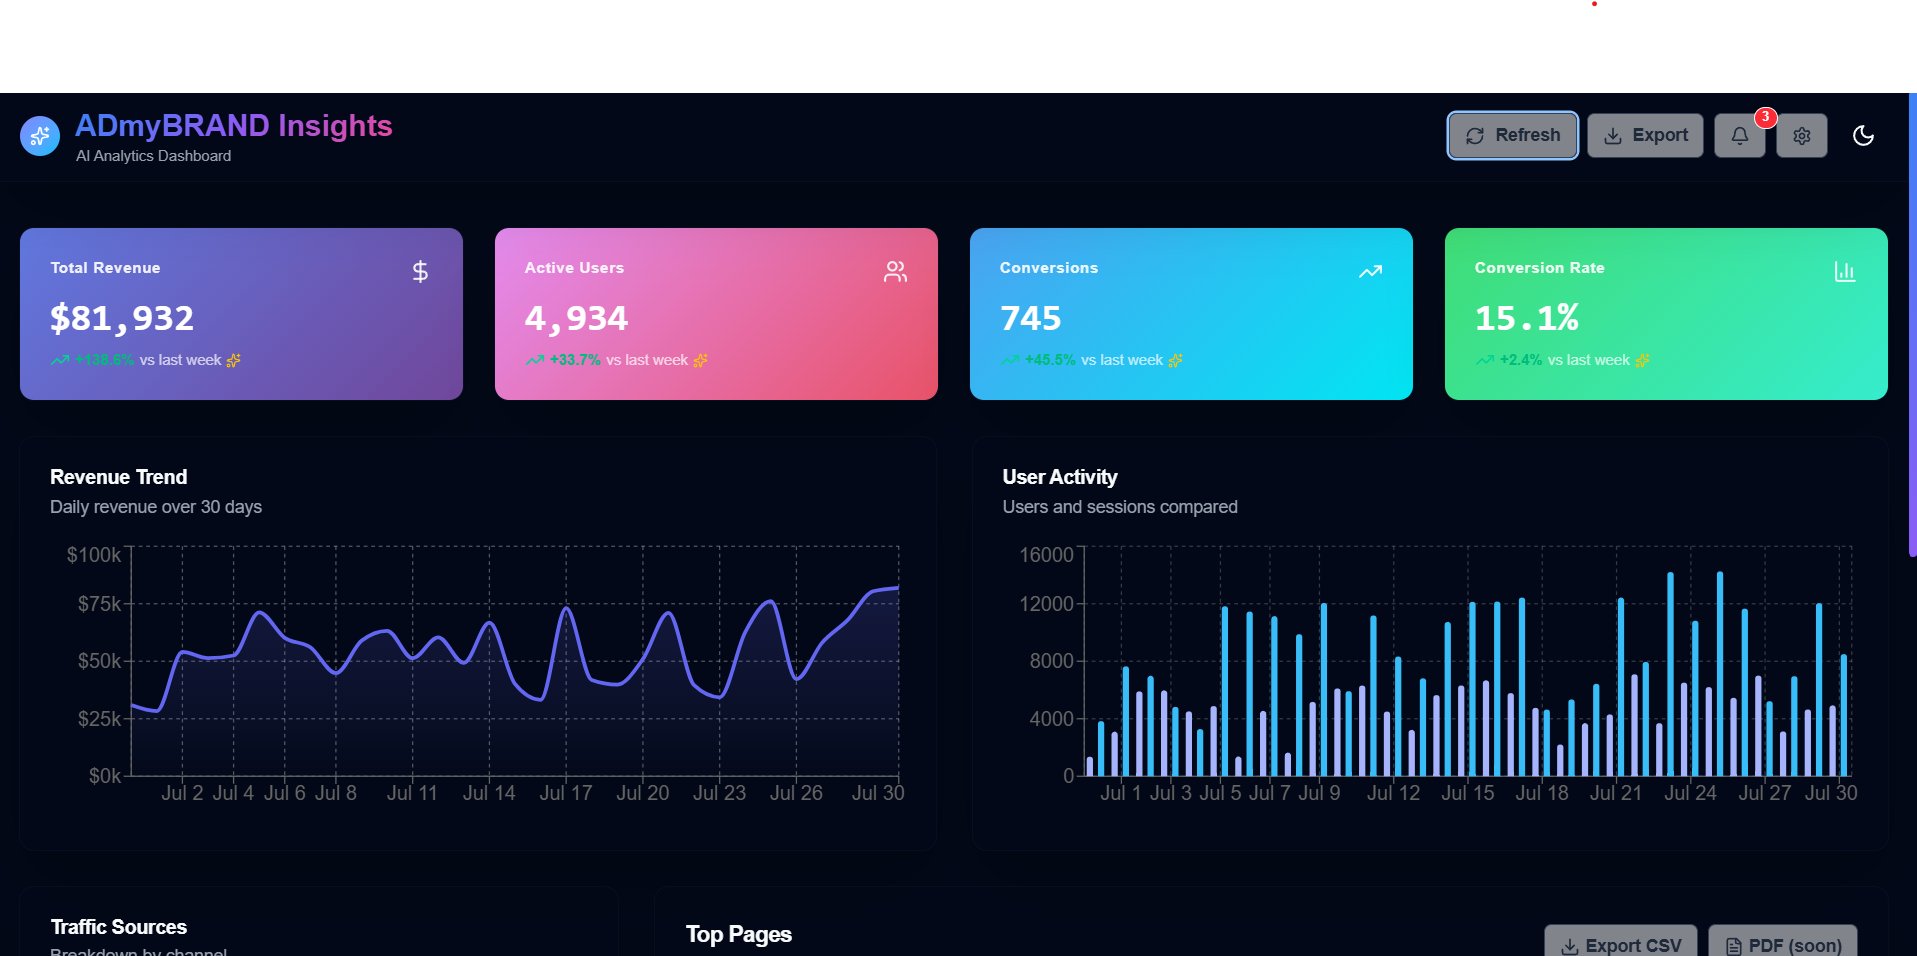 ADmyBRAND Insights
AI Analytics Dashboard
Refresh
Export
3
Total Revenue
$81,932
+138.6% vs last week
Active Users
4,934
+33.7% vs last week
Conversions
745
+45.5% vs last week
Conversion Rate
15.1%
+2.4% vs last week
Revenue Trend
Daily revenue over 30 days
$100k
$75k
$50k
$25k
$0k
Jul 2 Jul 4 Jul 6 Jul 8 Jul 11 Jul 14 Jul 17 Jul 20 Jul 23 Jul 26 Jul 30
User Activity
Users and sessions compared
16000
12000
8000
4000
0
Jul 1 Jul 3 Jul 5 Jul 7 Jul 9 Jul 12 Jul 15 Jul 18 Jul 21 Jul 24 Jul 27 Jul 30
Traffic Sources
Breakdown by channel
Top Pages
Export CSV
PDF (soon)